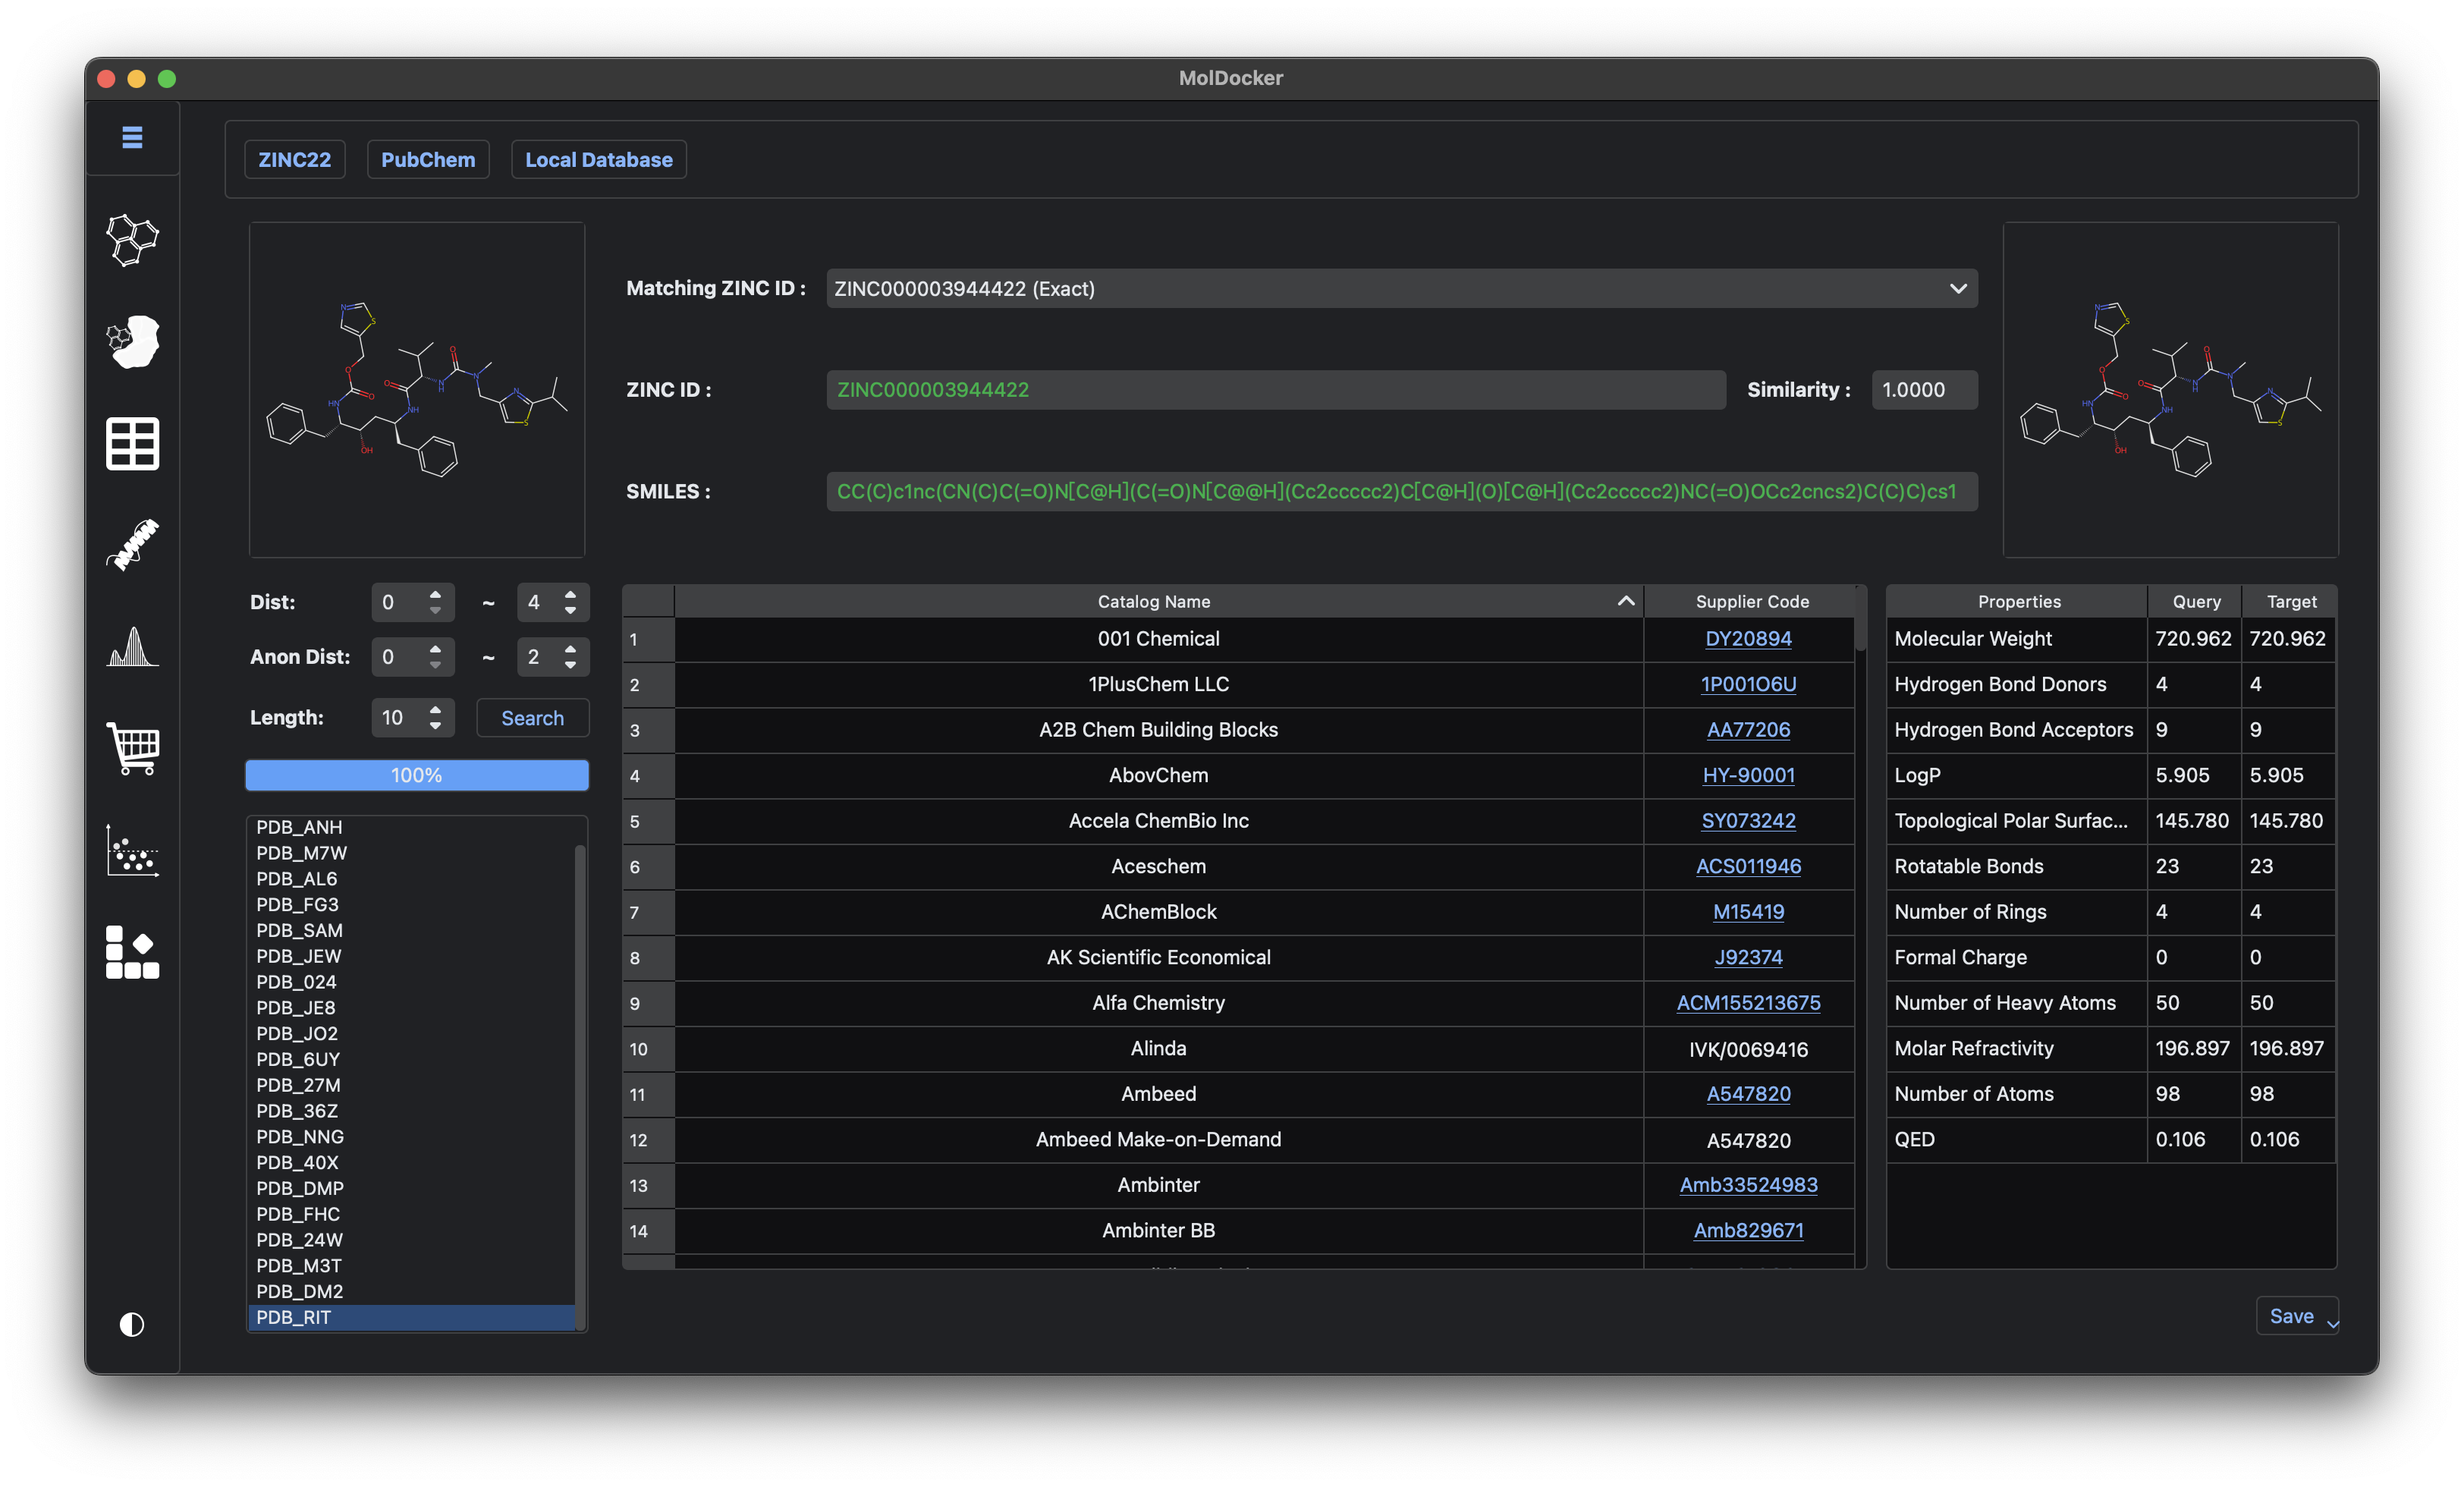 MolDocker
ZINC22 PubChem Local Database
Matching ZINC ID : ZINC000003944422 (Exact)
ZINC ID : ZINC000003944422 Similarity : 1.0000
SMILES : CC(C)c1nc(CN(C)C(=O)N[C@H](C(=O)N[C@@H](Cc2ccccc2)C[C@H](O)[C@H](Cc2ccccc2)NC(=O)OCc2cncs2)C(C)C)cs1
N
S
O
O
HN
O
NH
O
N
H
N
N
S
OH
N
S
O
O
HN
O
NH
O
N
H
N
N
S
OH
Dist: 0 ~ 4
Anon Dist: 0 ~ 2
Length: 10 Search
100%
PDB_ANH
PDB_M7W
PDB_AL6
PDB_FG3
PDB_SAM
PDB_JEW
PDB_024
PDB_JE8
PDB_JO2
PDB_6UY
PDB_27M
PDB_36Z
PDB_NNG
PDB_40X
PDB_DMP
PDB_FHC
PDB_24W
PDB_M3T
PDB_DM2
PDB_RIT
Catalog Name Supplier Code
1 001 Chemical DY20894
2 1PlusChem LLC 1P001O6U
3 A2B Chem Building Blocks AA77206
4 AbovChem HY-90001
5 Accela ChemBio Inc SY073242
6 Aceschem ACS011946
7 AChemBlock M15419
8 AK Scientific Economical J92374
9 Alfa Chemistry ACM155213675
10 Alinda IVK/0069416
11 Ambeed A547820
12 Ambeed Make-on-Demand A547820
13 Ambinter Amb33524983
14 Ambinter BB Amb829671
Properties Query Target
Molecular Weight 720.962 720.962
Hydrogen Bond Donors 4 4
Hydrogen Bond Acceptors 9 9
LogP 5.905 5.905
Topological Polar Surfac... 145.780 145.780
Rotatable Bonds 23 23
Number of Rings 4 4
Formal Charge 0 0
Number of Heavy Atoms 50 50
Molar Refractivity 196.897 196.897
Number of Atoms 98 98
QED 0.106 0.106
Save